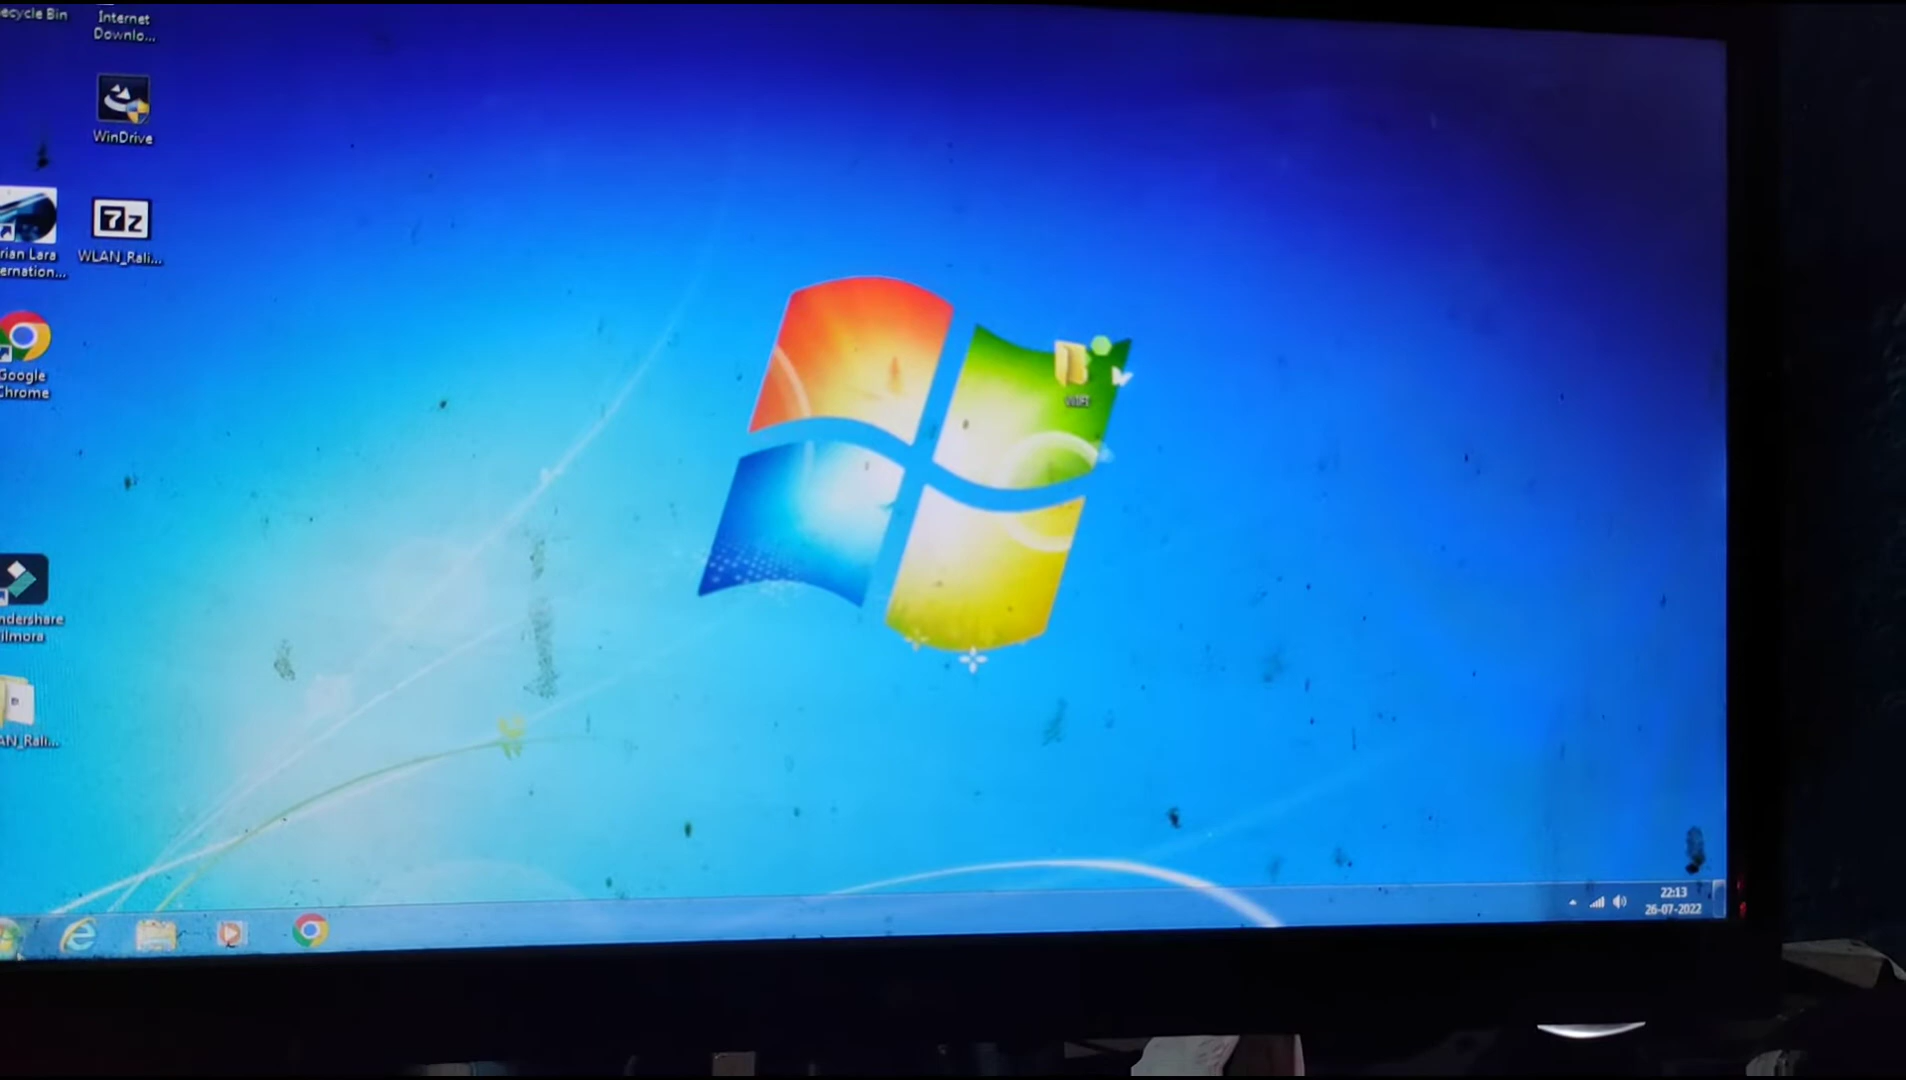 ecycle Bin
Internet
Downlo...
WinDrive
rian Lara
ernation...
7z
WLAN_Rali...
Google
Chrome
ndershare
ilmora
AN_Rali...
22:13
26-07-2022